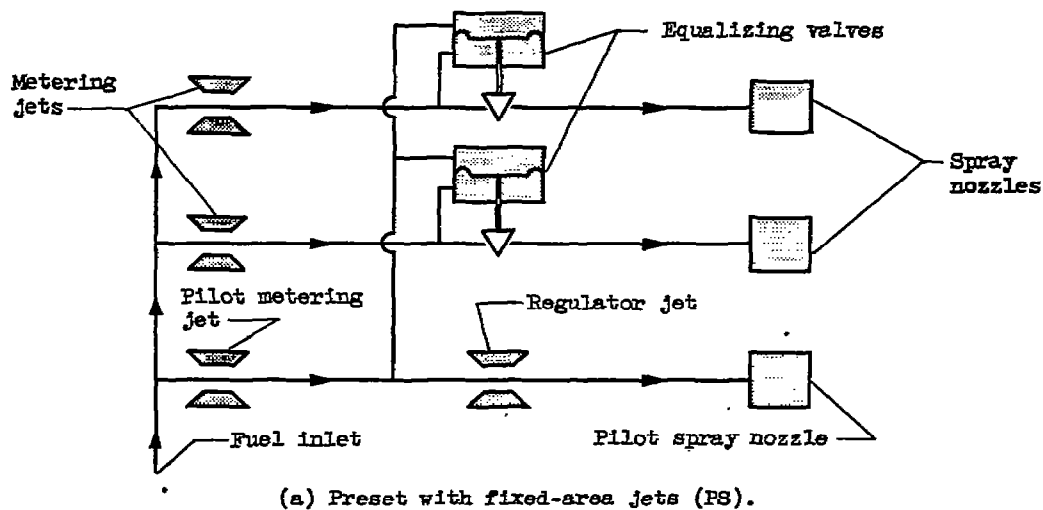 Equalizing valves
Metering
jets
Spray
nozzles
Pilot metering
jet
Regulator jet
Fuel inlet
Pilot spray nozzle
(a) Preset with fixed-area jets (PS).